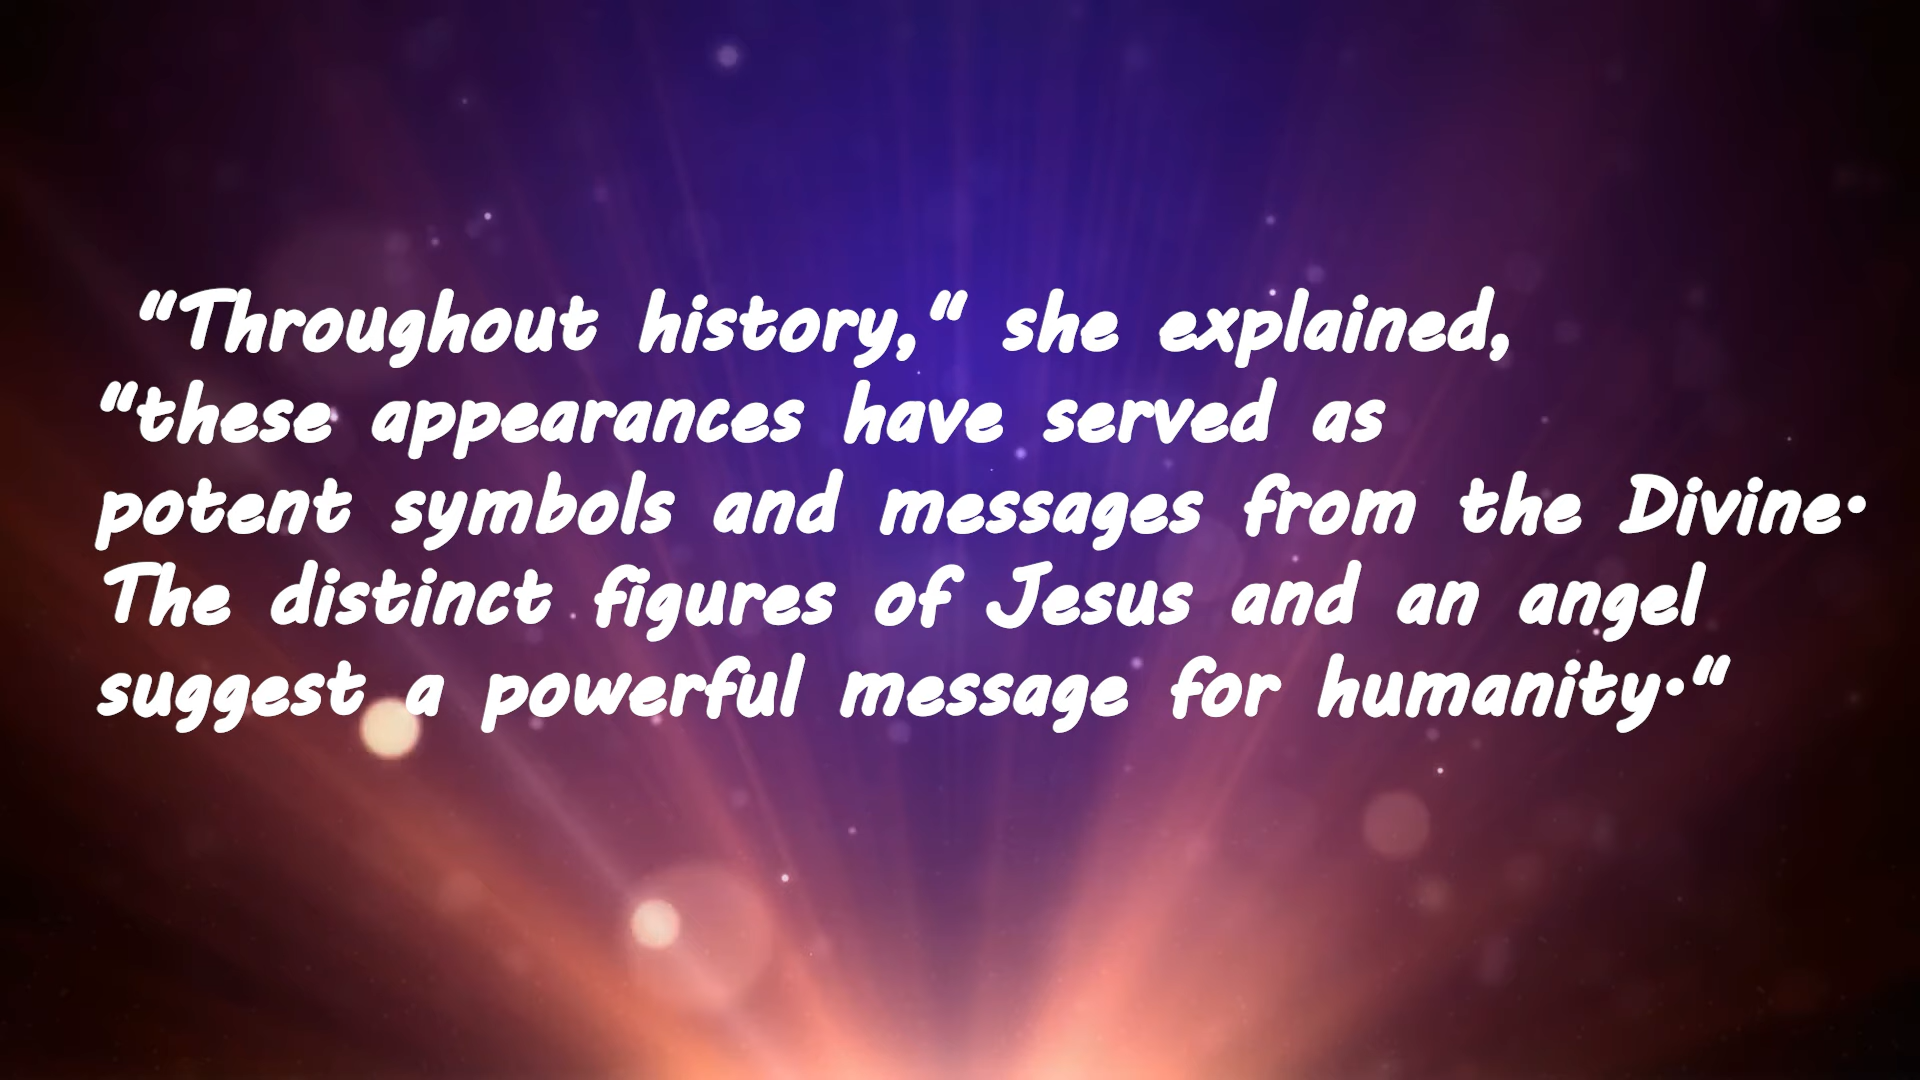 “Throughout history,“ she explained,
“these appearances have served as
potent symbols and messages from the Divine.
The distinct figures of Jesus and an angel
suggest a powerful message for humanity.“